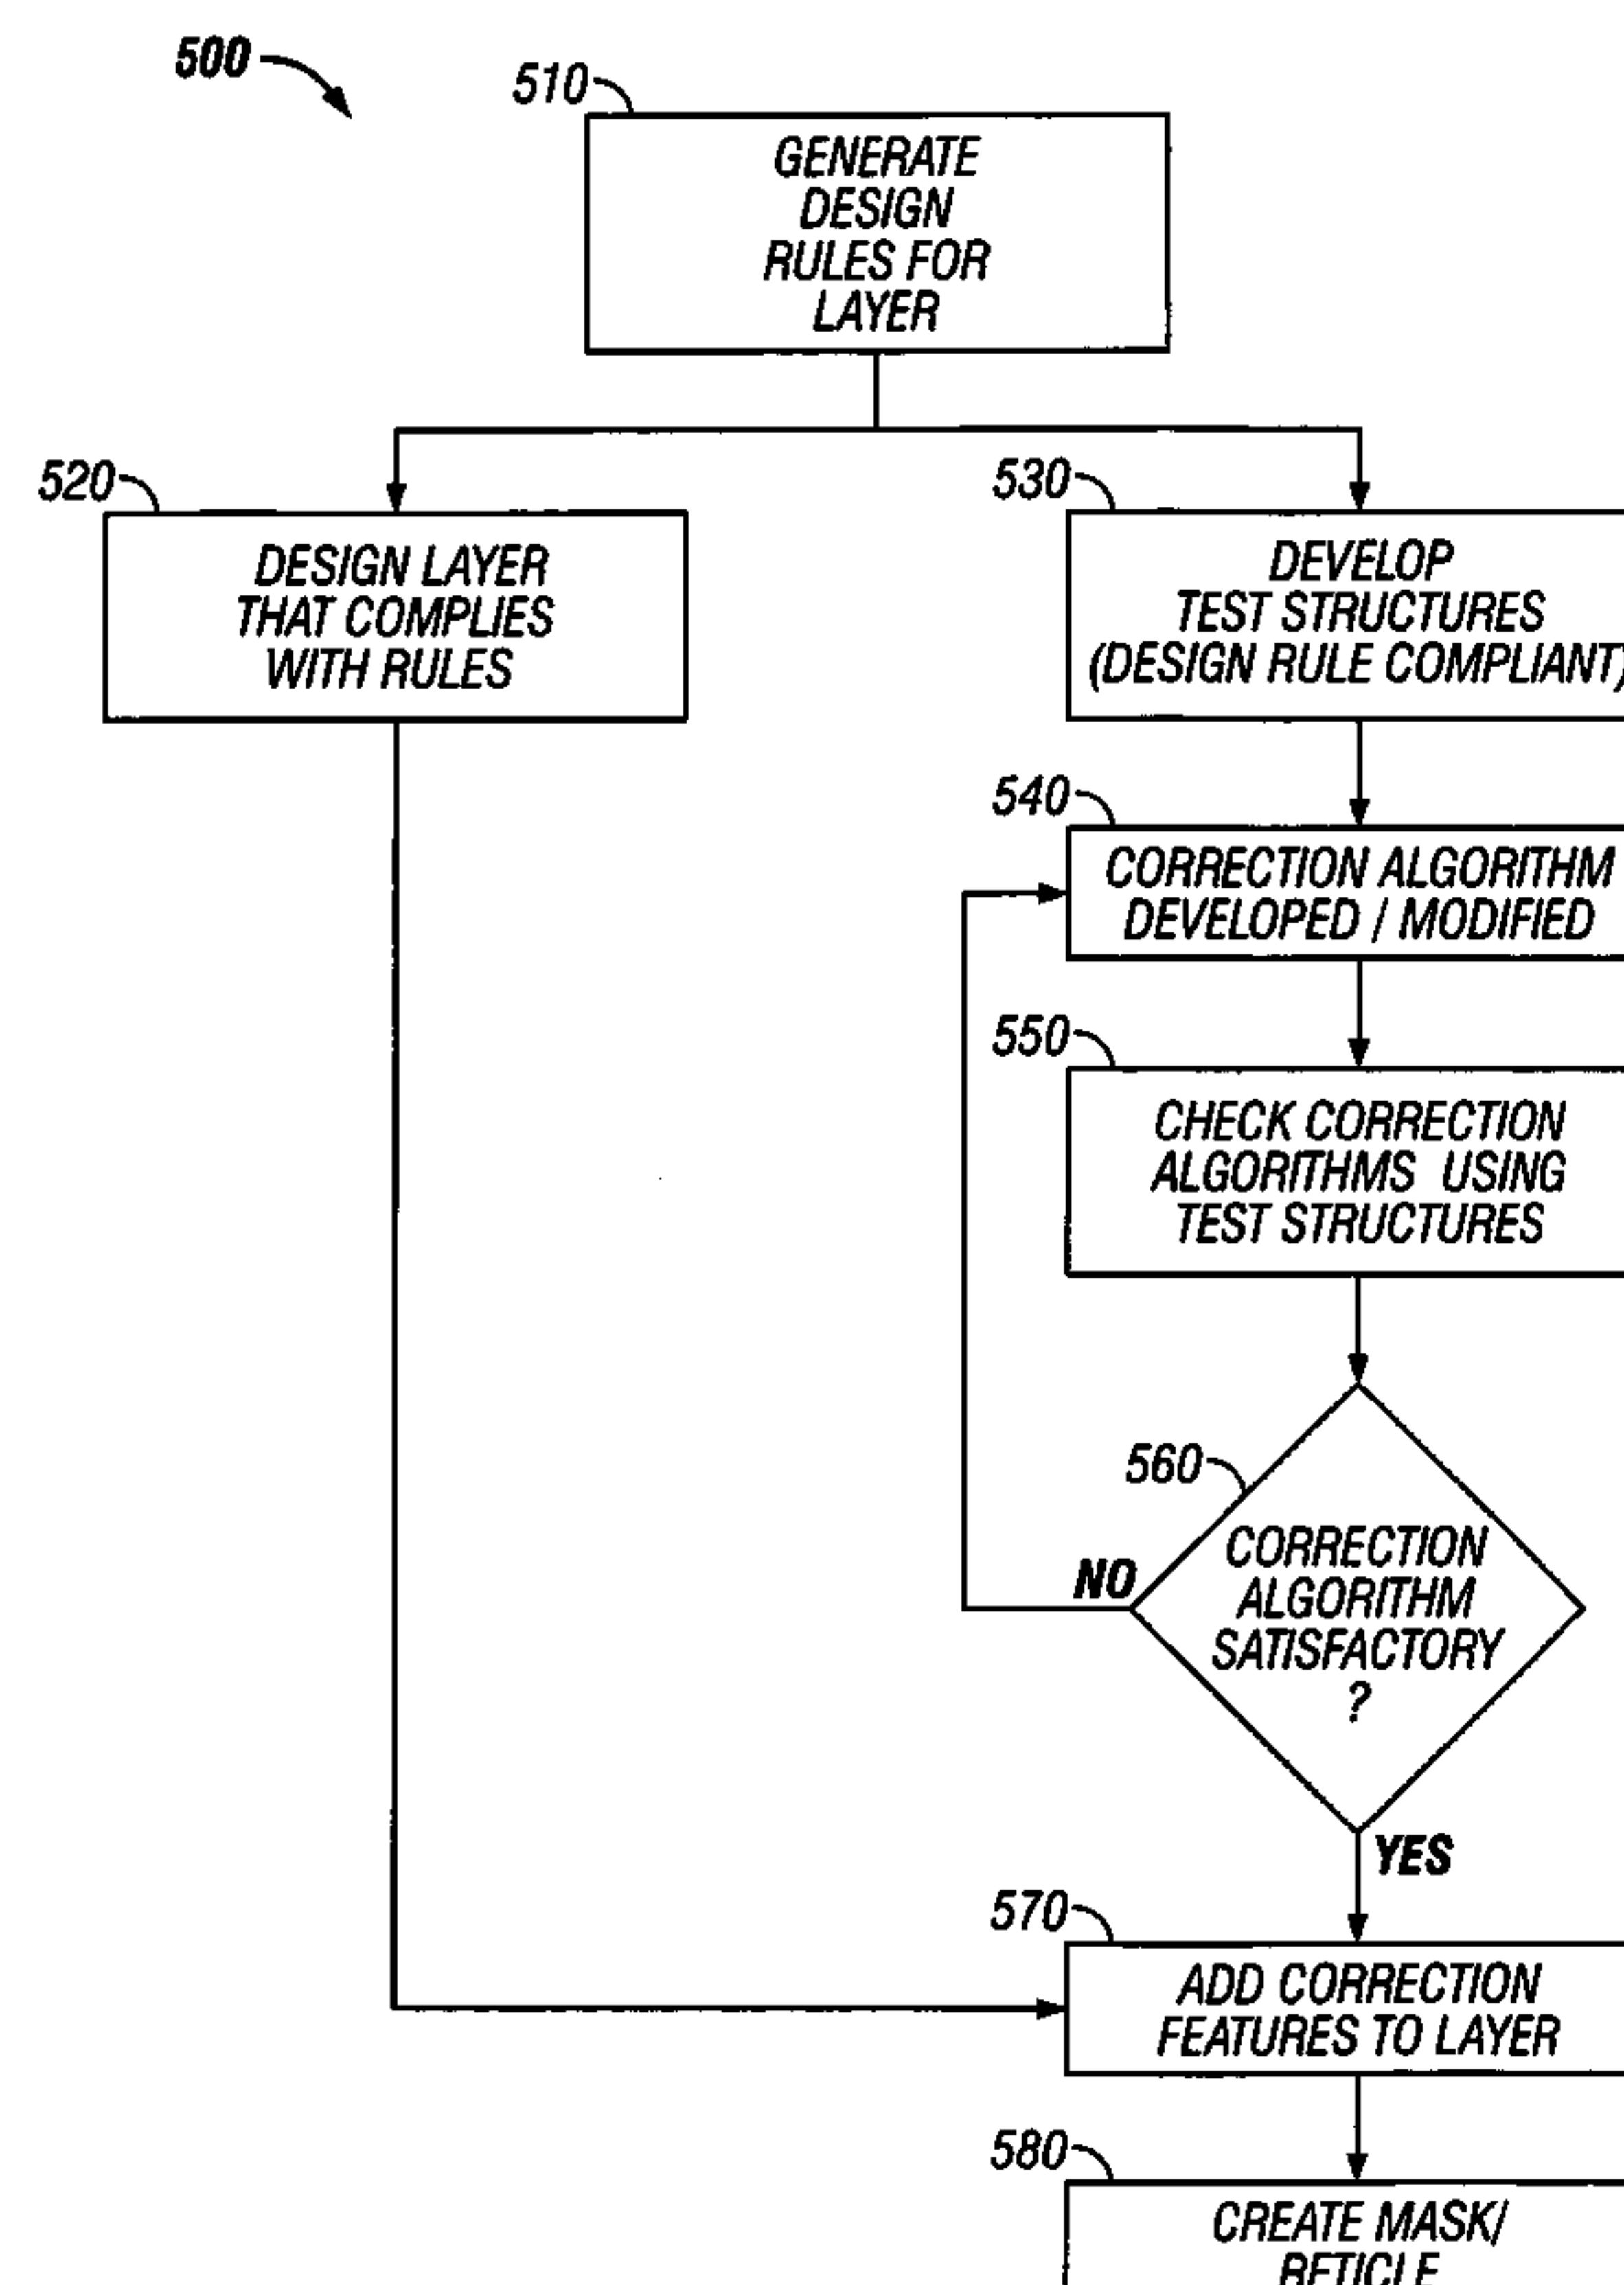 500
510
GENERATE
DESIGN
RULES FOR
LAYER
520
DESIGN LAYER
THAT COMPLIES
WITH RULES
530
DEVELOP
TEST STRUCTURES
(DESIGN RULE COMPLIANT)
540
CORRECTION ALGORITHM
DEVELOPED / MODIFIED
550
CHECK CORRECTION
ALGORITHMS USING
TEST STRUCTURES
560
CORRECTION
ALGORITHM
SATISFACTORY
?
NO
YES
570
ADD CORRECTION
FEATURES TO LAYER
580
CREATE MASK/
RETICLE